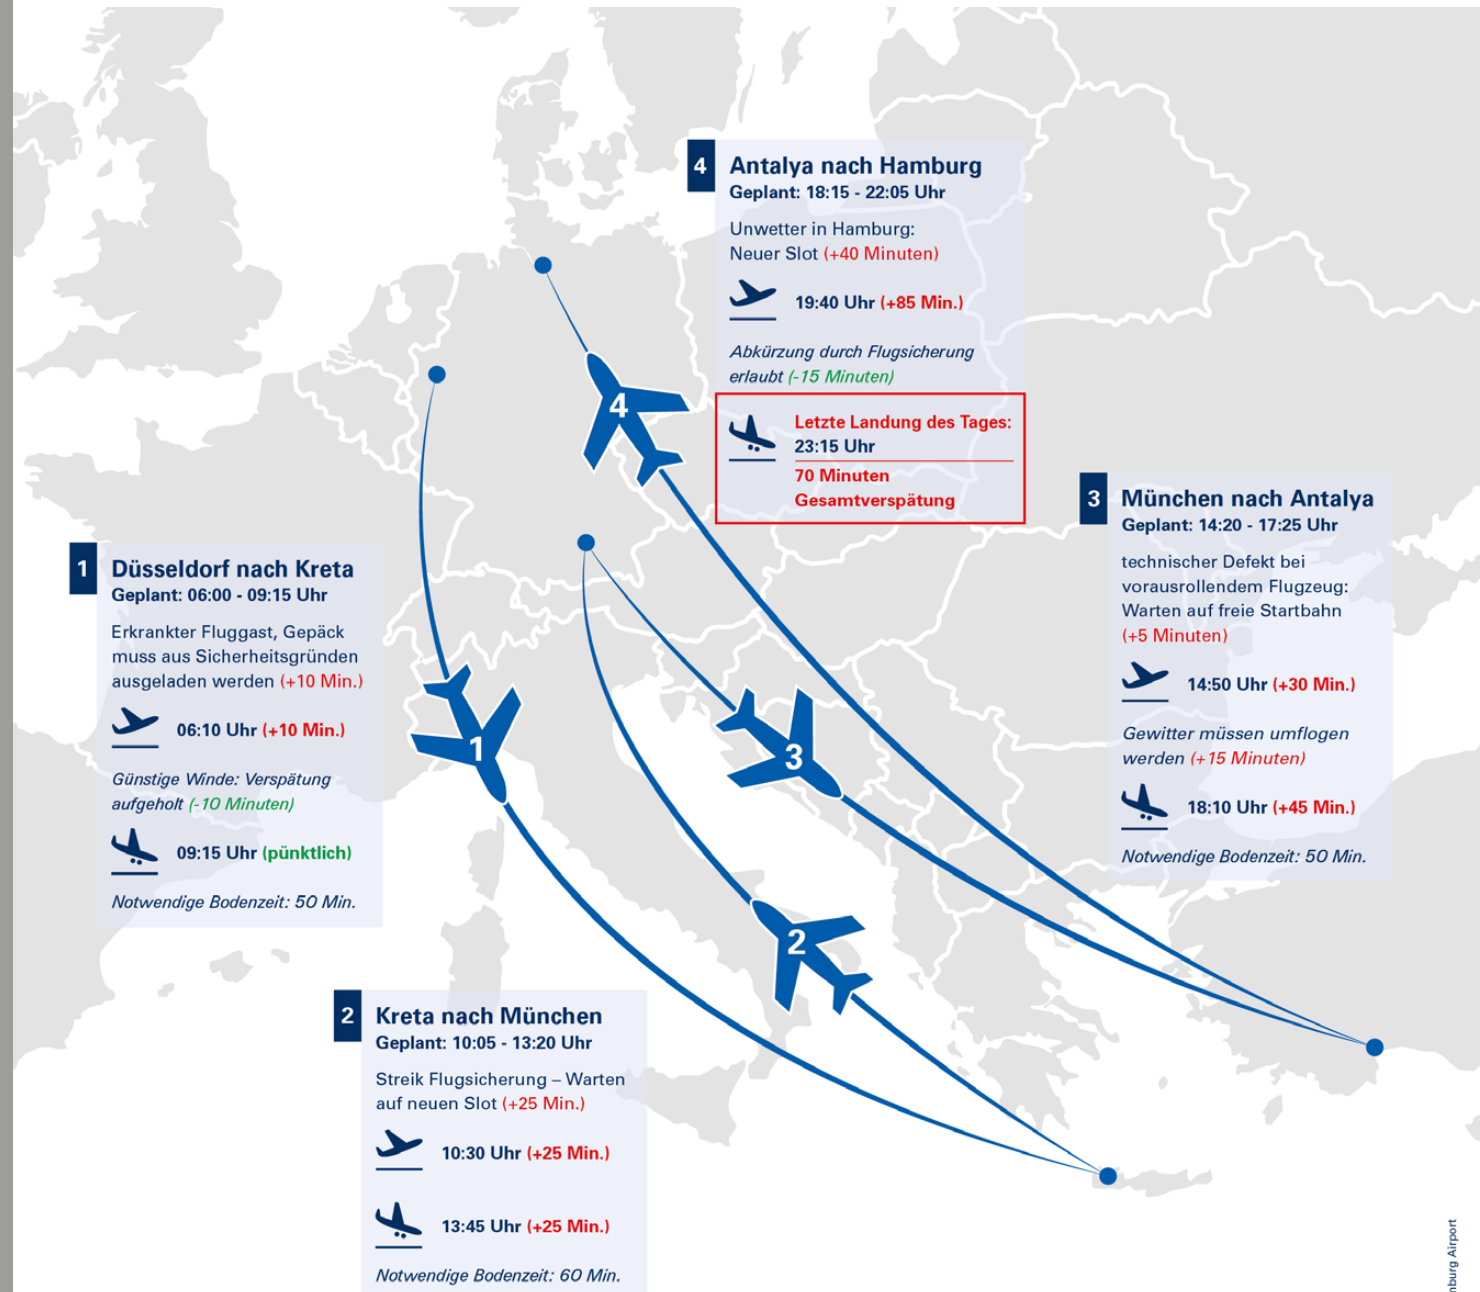 1
Düsseldorf nach Kreta
Geplant: 06:00 - 09:15 Uhr
Erkrankter Fluggast, Gepäck
muss aus Sicherheitsgründen
ausgeladen werden (+10 Min.)
06:10 Uhr (+10 Min.)
Günstige Winde: Verspätung
aufgeholt (-10 Minuten)
09:15 Uhr (pünktlich)
Notwendige Bodenzeit: 50 Min.
2
Kreta nach München
Geplant: 10:05 - 13:20 Uhr
Streik Flugsicherung – Warten
auf neuen Slot (+25 Min.)
10:30 Uhr (+25 Min.)
13:45 Uhr (+25 Min.)
Notwendige Bodenzeit: 60 Min.
3
München nach Antalya
Geplant: 14:20 - 17:25 Uhr
technischer Defekt bei
vorausrollendem Flugzeug:
Warten auf freie Startbahn
(+5 Minuten)
14:50 Uhr (+30 Min.)
Gewitter müssen umflogen
werden (+15 Minuten)
18:10 Uhr (+45 Min.)
Notwendige Bodenzeit: 50 Min.
4
Antalya nach Hamburg
Geplant: 18:15 - 22:05 Uhr
Unwetter in Hamburg:
Neuer Slot (+40 Minuten)
19:40 Uhr (+85 Min.)
Abkürzung durch Flugsicherung
erlaubt (-15 Minuten)
Letzte Landung des Tages:
23:15 Uhr
70 Minuten
Gesamtverspätung
1
2
3
4
Airport